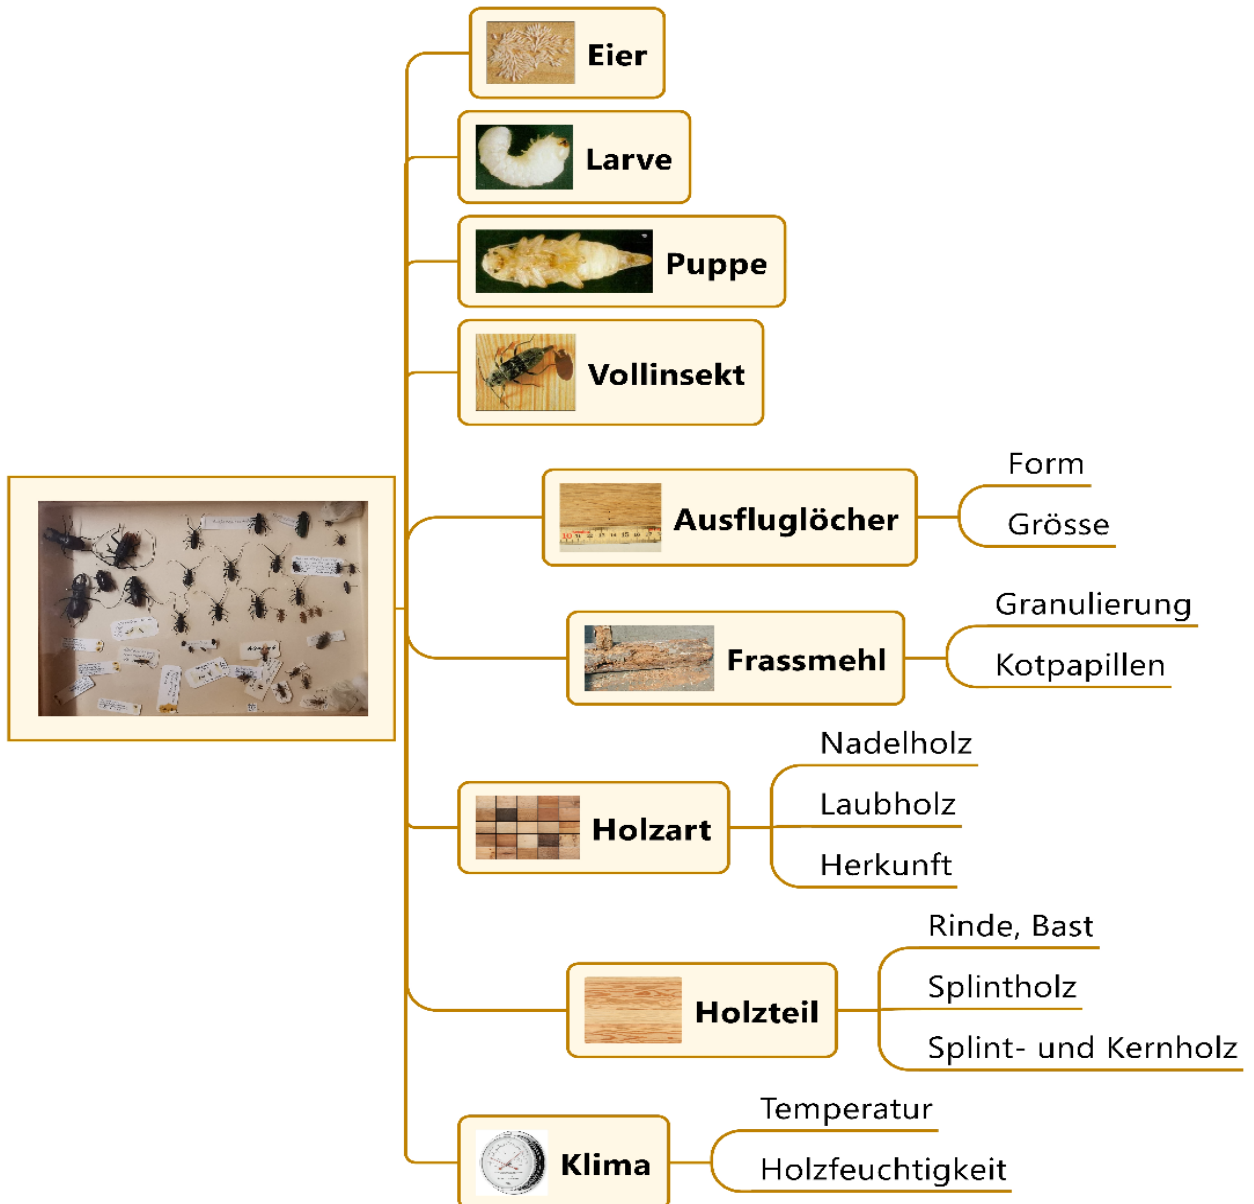 Eier
Larve
Puppe
Vollinsekt
Ausfluglöcher
Form
Grösse
Frassmehl
Granulierung
Kotpapillen
Holzart
Nadelholz
Laubholz
Herkunft
Holzteil
Rinde, Bast
Splintholz
Splint- und Kernholz
Klima
Temperatur
Holzfeuchtigkeit